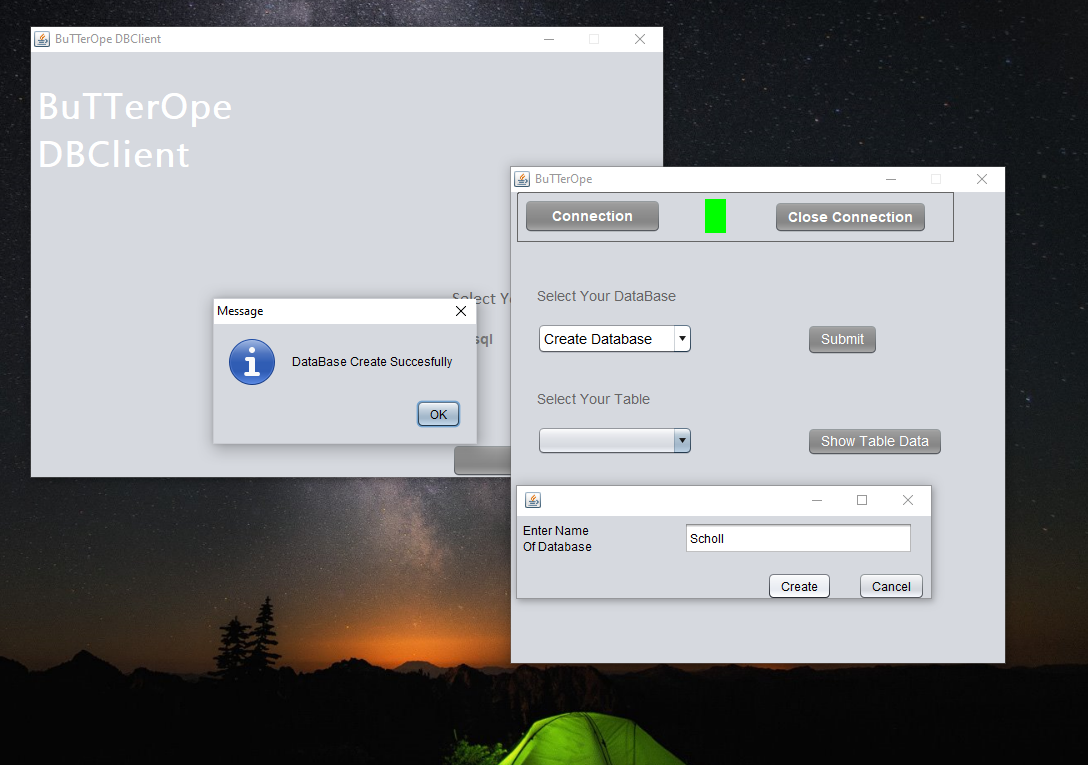 BuTTerOpe DBClient
BuTTerOpe
DBClient
Select Y
sql
Message
DataBase Create Succesfully
OK
BuTTerOpe
Connection
Close Connection
Select Your DataBase
Create Database
Submit
Select Your Table
Show Table Data
Enter Name
Of Database
Scholl
Create
Cancel